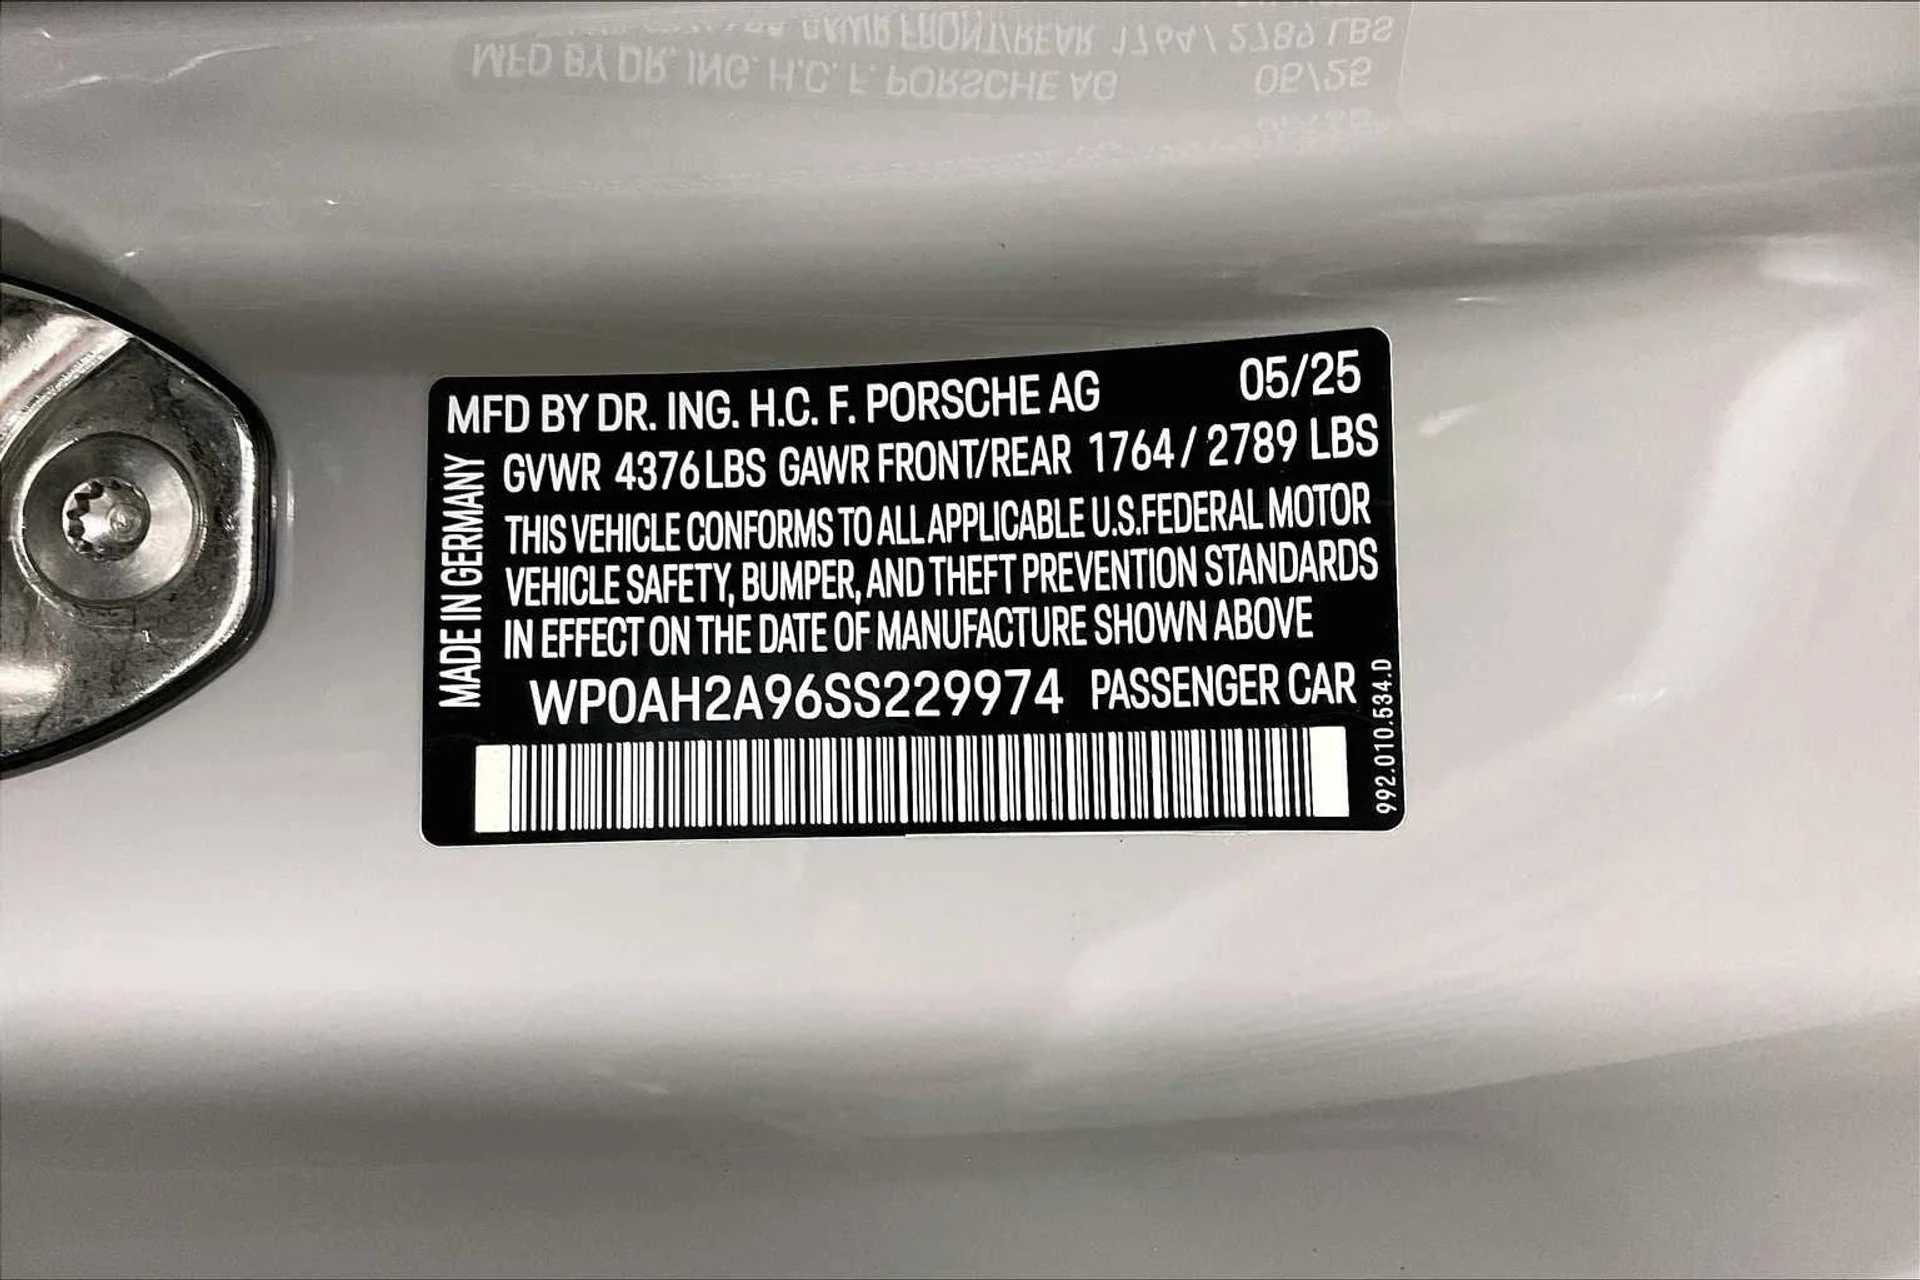 MFD BY DR. ING. H.C. F. PORSCHE AG 05/25
GVWR 4376 LBS GAWR FRONT/REAR 1764 / 2789 LBS
THIS VEHICLE CONFORMS TO ALL APPLICABLE U.S.FEDERAL MOTOR
VEHICLE SAFETY, BUMPER, AND THEFT PREVENTION STANDARDS
IN EFFECT ON THE DATE OF MANUFACTURE SHOWN ABOVE
WP0AH2A96SS229974 PASSENGER CAR
MADE IN GERMANY
992.010.534.D